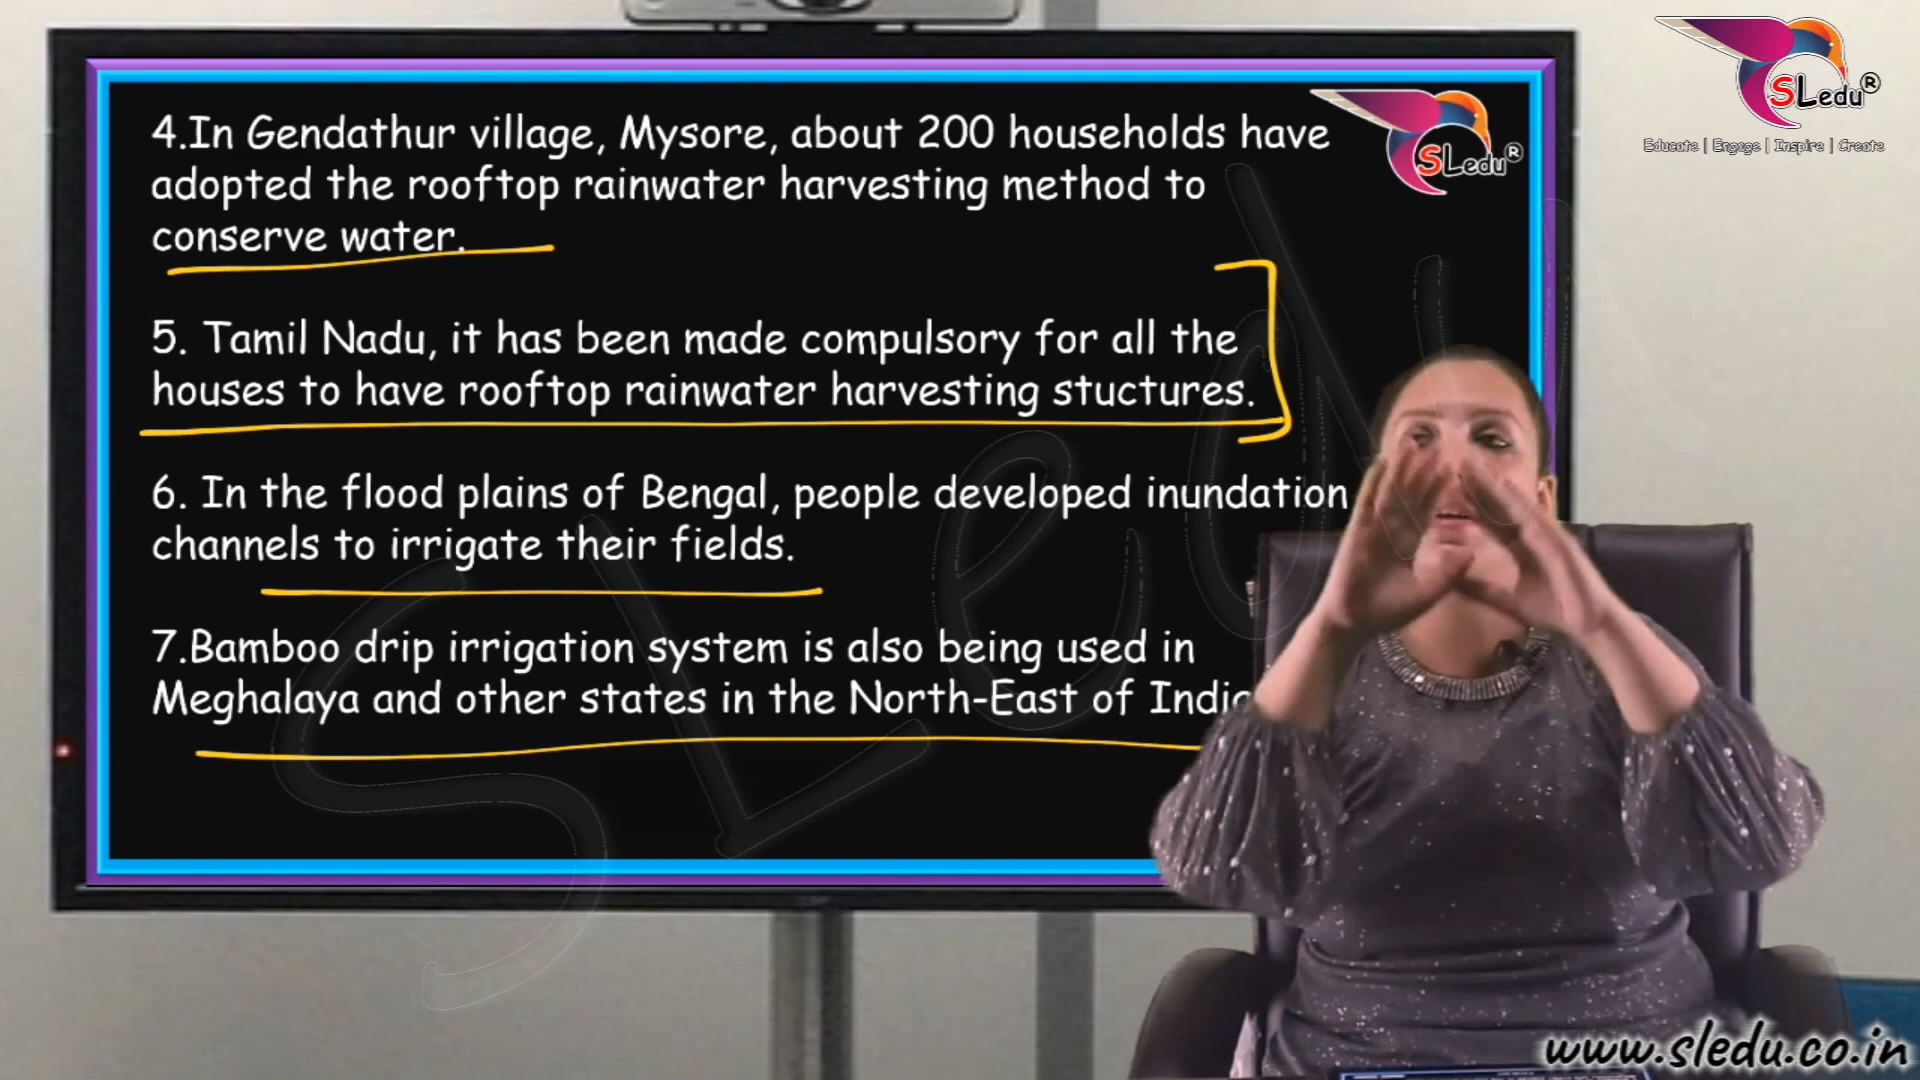 4.In Gendathur village, Mysore, about 200 households have
adopted the rooftop rainwater harvesting method to
conserve water.
5. Tamil Nadu, it has been made compulsory for all the
houses to have rooftop rainwater harvesting stuctures.
6. In the flood plains of Bengal, people developed inundation
channels to irrigate their fields.
7.Bamboo drip irrigation system is also being used in
Meghalaya and other states in the North-East of
SLedu®
SLedu®
Educate | Engage | Inspire | Create
SLedu
www.sledu.co.in